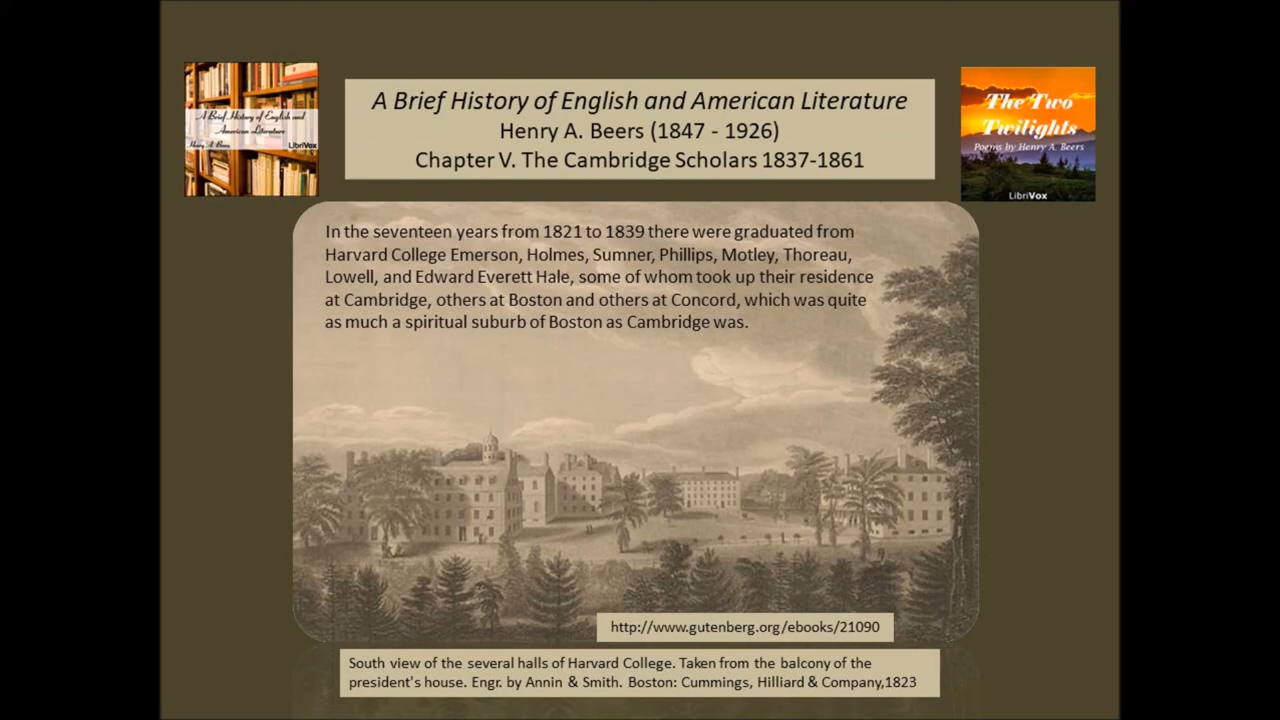 A Brief History of English and
American Literature
Henry A. Beers
LibriVox
A Brief History of English and American Literature
Henry A. Beers (1847 - 1926)
Chapter V. The Cambridge Scholars 1837-1861
The Two
Twilights
Poems by Henry A. Beers
LibriVox
In the seventeen years from 1821 to 1839 there were graduated from
Harvard College Emerson, Holmes, Sumner, Phillips, Motley, Thoreau,
Lowell, and Edward Everett Hale, some of whom took up their residence
at Cambridge, others at Boston and others at Concord, which was quite
as much a spiritual suburb of Boston as Cambridge was.
http://www.gutenberg.org/ebooks/21090
South view of the several halls of Harvard College. Taken from the balcony of the
president's house. Engr. by Annin & Smith. Boston: Cummings, Hilliard & Company,1823